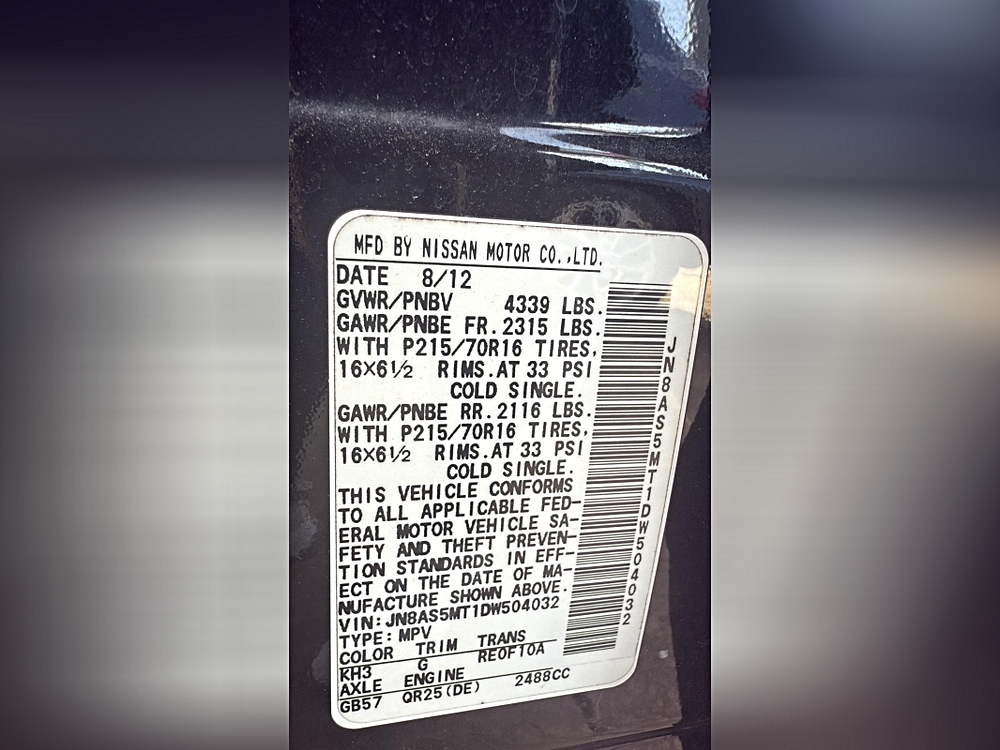 MFD BY NISSAN MOTOR CO.,LTD.
DATE 8/12
GVWR/PNBV 4339 LBS.
GAWR/PNBE FR.2315 LBS.
WITH P215/70R16 TIRES,
16×6½ RIMS.AT 33 PSI
COLD SINGLE.
GAWR/PNBE RR.2116 LBS.
WITH P215/70R16 TIRES,
16×6½ RIMS.AT 33 PSI
COLD SINGLE.
THIS VEHICLE CONFORMS
TO ALL APPLICABLE FED-
ERAL MOTOR VEHICLE SA-
FETY AND THEFT PREVEN-
TION STANDARDS IN EFF-
ECT ON THE DATE OF MA-
NUFACTURE SHOWN ABOVE.
VIN:JN8AS5MT1DW504032
TYPE:MPV
COLOR TRIM TRANS
KH3 G RE0F10A
AXLE ENGINE
GB57 QR25(DE) 2488CC
JN8AS5MT1DW504032